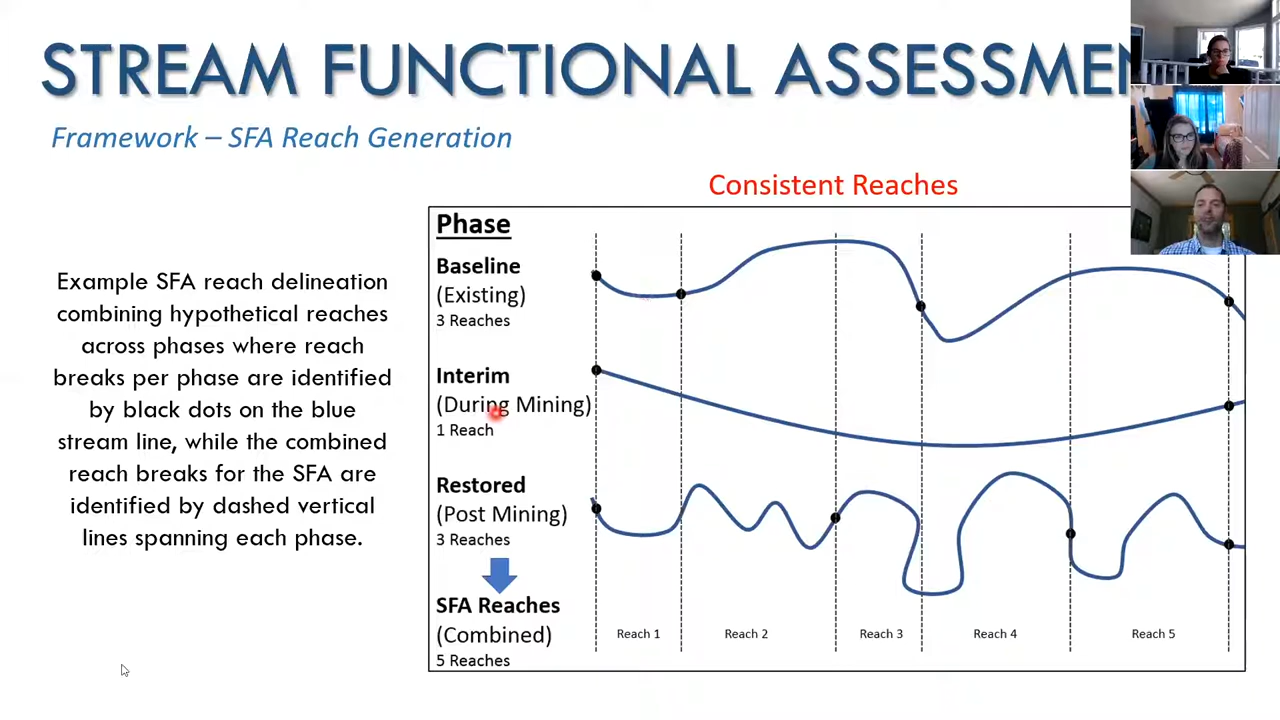 STREAM FUNCTIONAL ASSESSMEN
Framework – SFA Reach Generation
Consistent Reaches
Example SFA reach delineation
combining hypothetical reaches
across phases where reach
breaks per phase are identified
by black dots on the blue
stream line, while the combined
reach breaks for the SFA are
identified by dashed vertical
lines spanning each phase.
Phase
Baseline
(Existing)
3 Reaches
Interim
(During Mining)
1 Reach
Restored
(Post Mining)
3 Reaches
SFA Reaches
(Combined)
5 Reaches
Reach 1
Reach 2
Reach 3
Reach 4
Reach 5